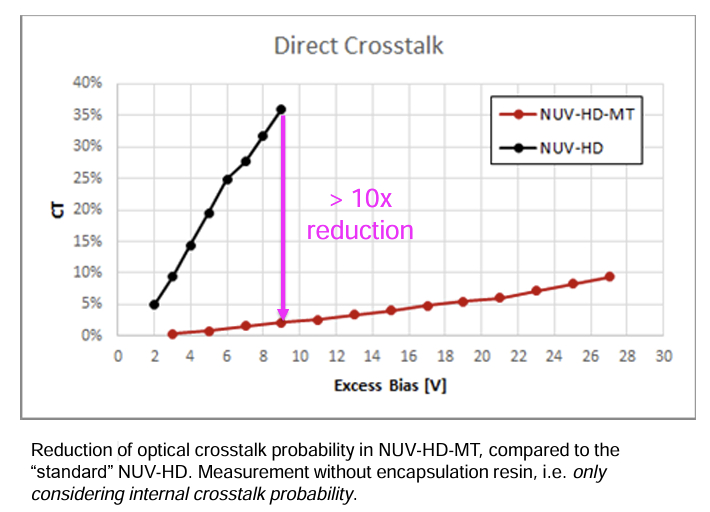 Direct Crosstalk
40%
35%
30%
25%
20%
15%
10%
5%
0%
CT
NUV-HD-MT
NUV-HD
> 10x
reduction
0 2 4 6 8 10 12 14 16 18 20 22 24 26 28 30
Excess Bias [V]
Reduction of optical crosstalk probability in NUV-HD-MT, compared to the
“standard” NUV-HD. Measurement without encapsulation resin, i.e. only
considering internal crosstalk probability.